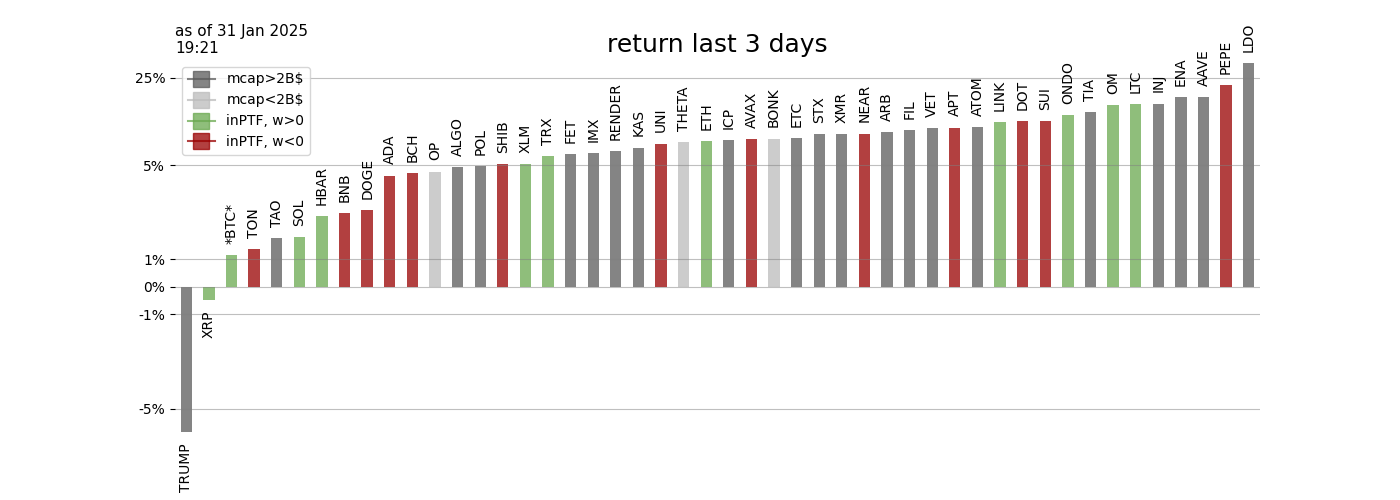 as of 31 Jan 2025
19:21
return last 3 days
mcap>2B$
mcap<2B$
inPTF, w>0
inPTF, w<0
25%
5%
1%
0%
-1%
-5%
TRUMP
XRP
*BTC*
TON
TAO
SOL
HBAR
BNB
DOGE
ADA
BCH
OP
ALGO
POL
SHIB
XLM
TRX
FET
IMX
RENDER
KAS
UNI
THETA
ETH
ICP
AVAX
BONK
ETC
STX
XMR
NEAR
ARB
FIL
VET
APT
ATOM
LINK
DOT
SUI
ONDO
TIA
OM
LTC
INJ
ENA
AAVE
PEPE
LDO